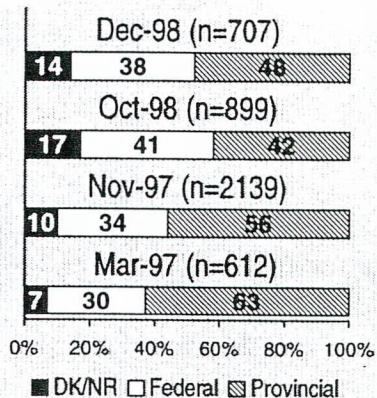 Dec-98 (n=707)
14 38 48
Oct-98 (n=899)
17 41 42
Nov-97 (n=2139)
10 34 56
Mar-97 (n=612)
7 30 63
0% 20% 40% 60% 80% 100%
DK/NR Federal Provincial